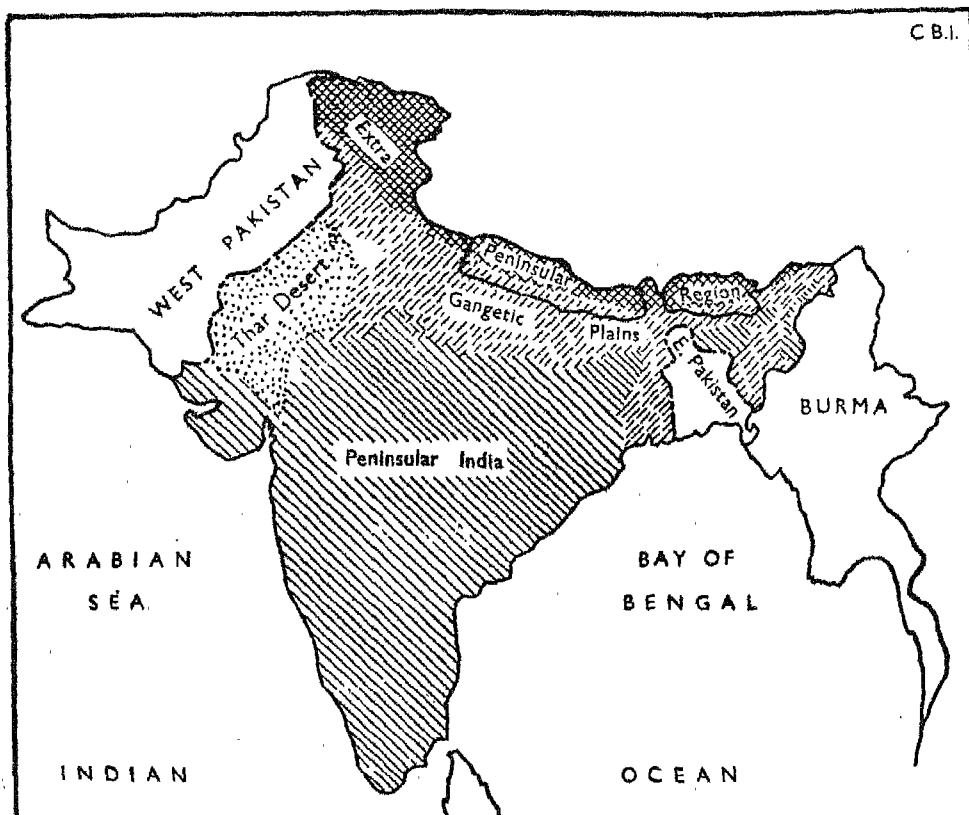 C B.I.
Extra
WEST PAKISTAN
Thar Desert
Peninsular
Region
Gangetic
Plains
E. Pakistan
BURMA
Peninsular India
ARABIAN
SEA
BAY OF
BENGAL
INDIAN
OCEAN